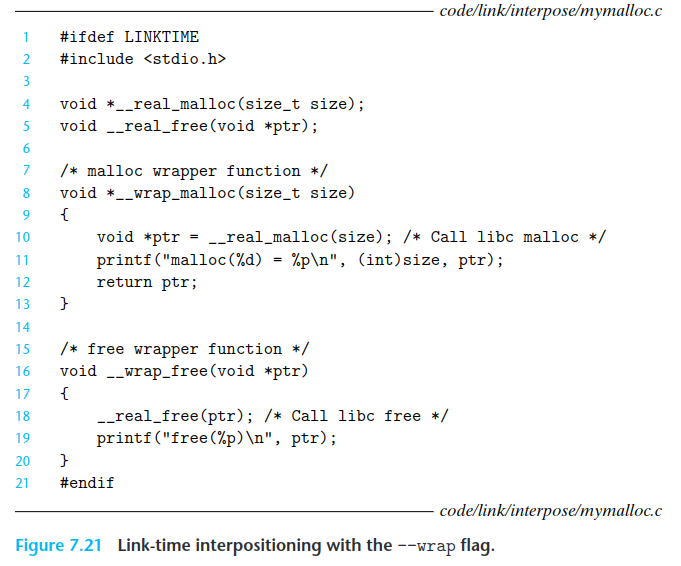 code/link/interpose/mymalloc.c
1 #ifdef LINKTIME
2 #include <stdio.h>
3
4 void *__real_malloc(size_t size);
5 void __real_free(void *ptr);
6
7 /* malloc wrapper function */
8 void *__wrap_malloc(size_t size)
9 {
10     void *ptr = __real_malloc(size); /* Call libc malloc */
11     printf("malloc(%d) = %p\n", (int)size, ptr);
12     return ptr;
13 }
14
15 /* free wrapper function */
16 void __wrap_free(void *ptr)
17 {
18     __real_free(ptr); /* Call libc free */
19     printf("free(%p)\n", ptr);
20 }
21 #endif
code/link/interpose/mymalloc.c
Figure 7.21 Link-time interpositioning with the --wrap flag.